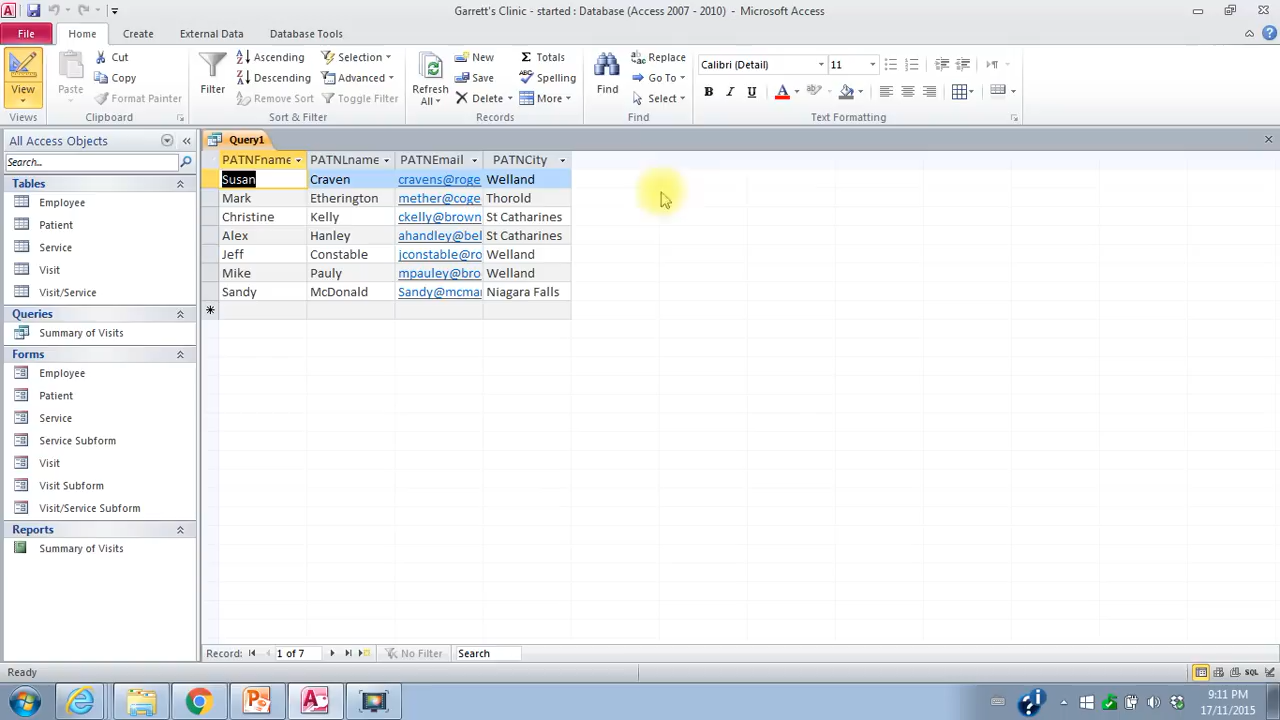 Garrett's Clinic - started : Database (Access 2007 - 2010) - Microsoft Access
File Home Create External Data Database Tools
View
Views
Paste
Cut
Copy
Format Painter
Clipboard
Filter
Ascending
Descending
Remove Sort
Selection
Advanced
Toggle Filter
Sort & Filter
Refresh
All
New
Save
Delete
Totals
Spelling
More
Records
Find
Replace
Go To
Select
Find
Calibri (Detail) 11
B I U A
Text Formatting
All Access Objects
Search...
Tables
Employee
Patient
Service
Visit
Visit/Service
Queries
Summary of Visits
Forms
Employee
Patient
Service
Service Subform
Visit
Visit Subform
Visit/Service Subform
Reports
Summary of Visits
Query1
PATNFname PATNLname PATNEmail PATNCity
Susan Craven cravens@roge Welland
Mark Etherington mether@coge Thorold
Christine Kelly ckelly@brown St Catharines
Alex Hanley ahandley@bel St Catharines
Jeff Constable jconstable@ro Welland
Mike Pauly mpauley@bro Welland
Sandy McDonald Sandy@mcma Niagara Falls
Record: 1 of 7 No Filter Search
Ready
SQL
9:11 PM
17/11/2015